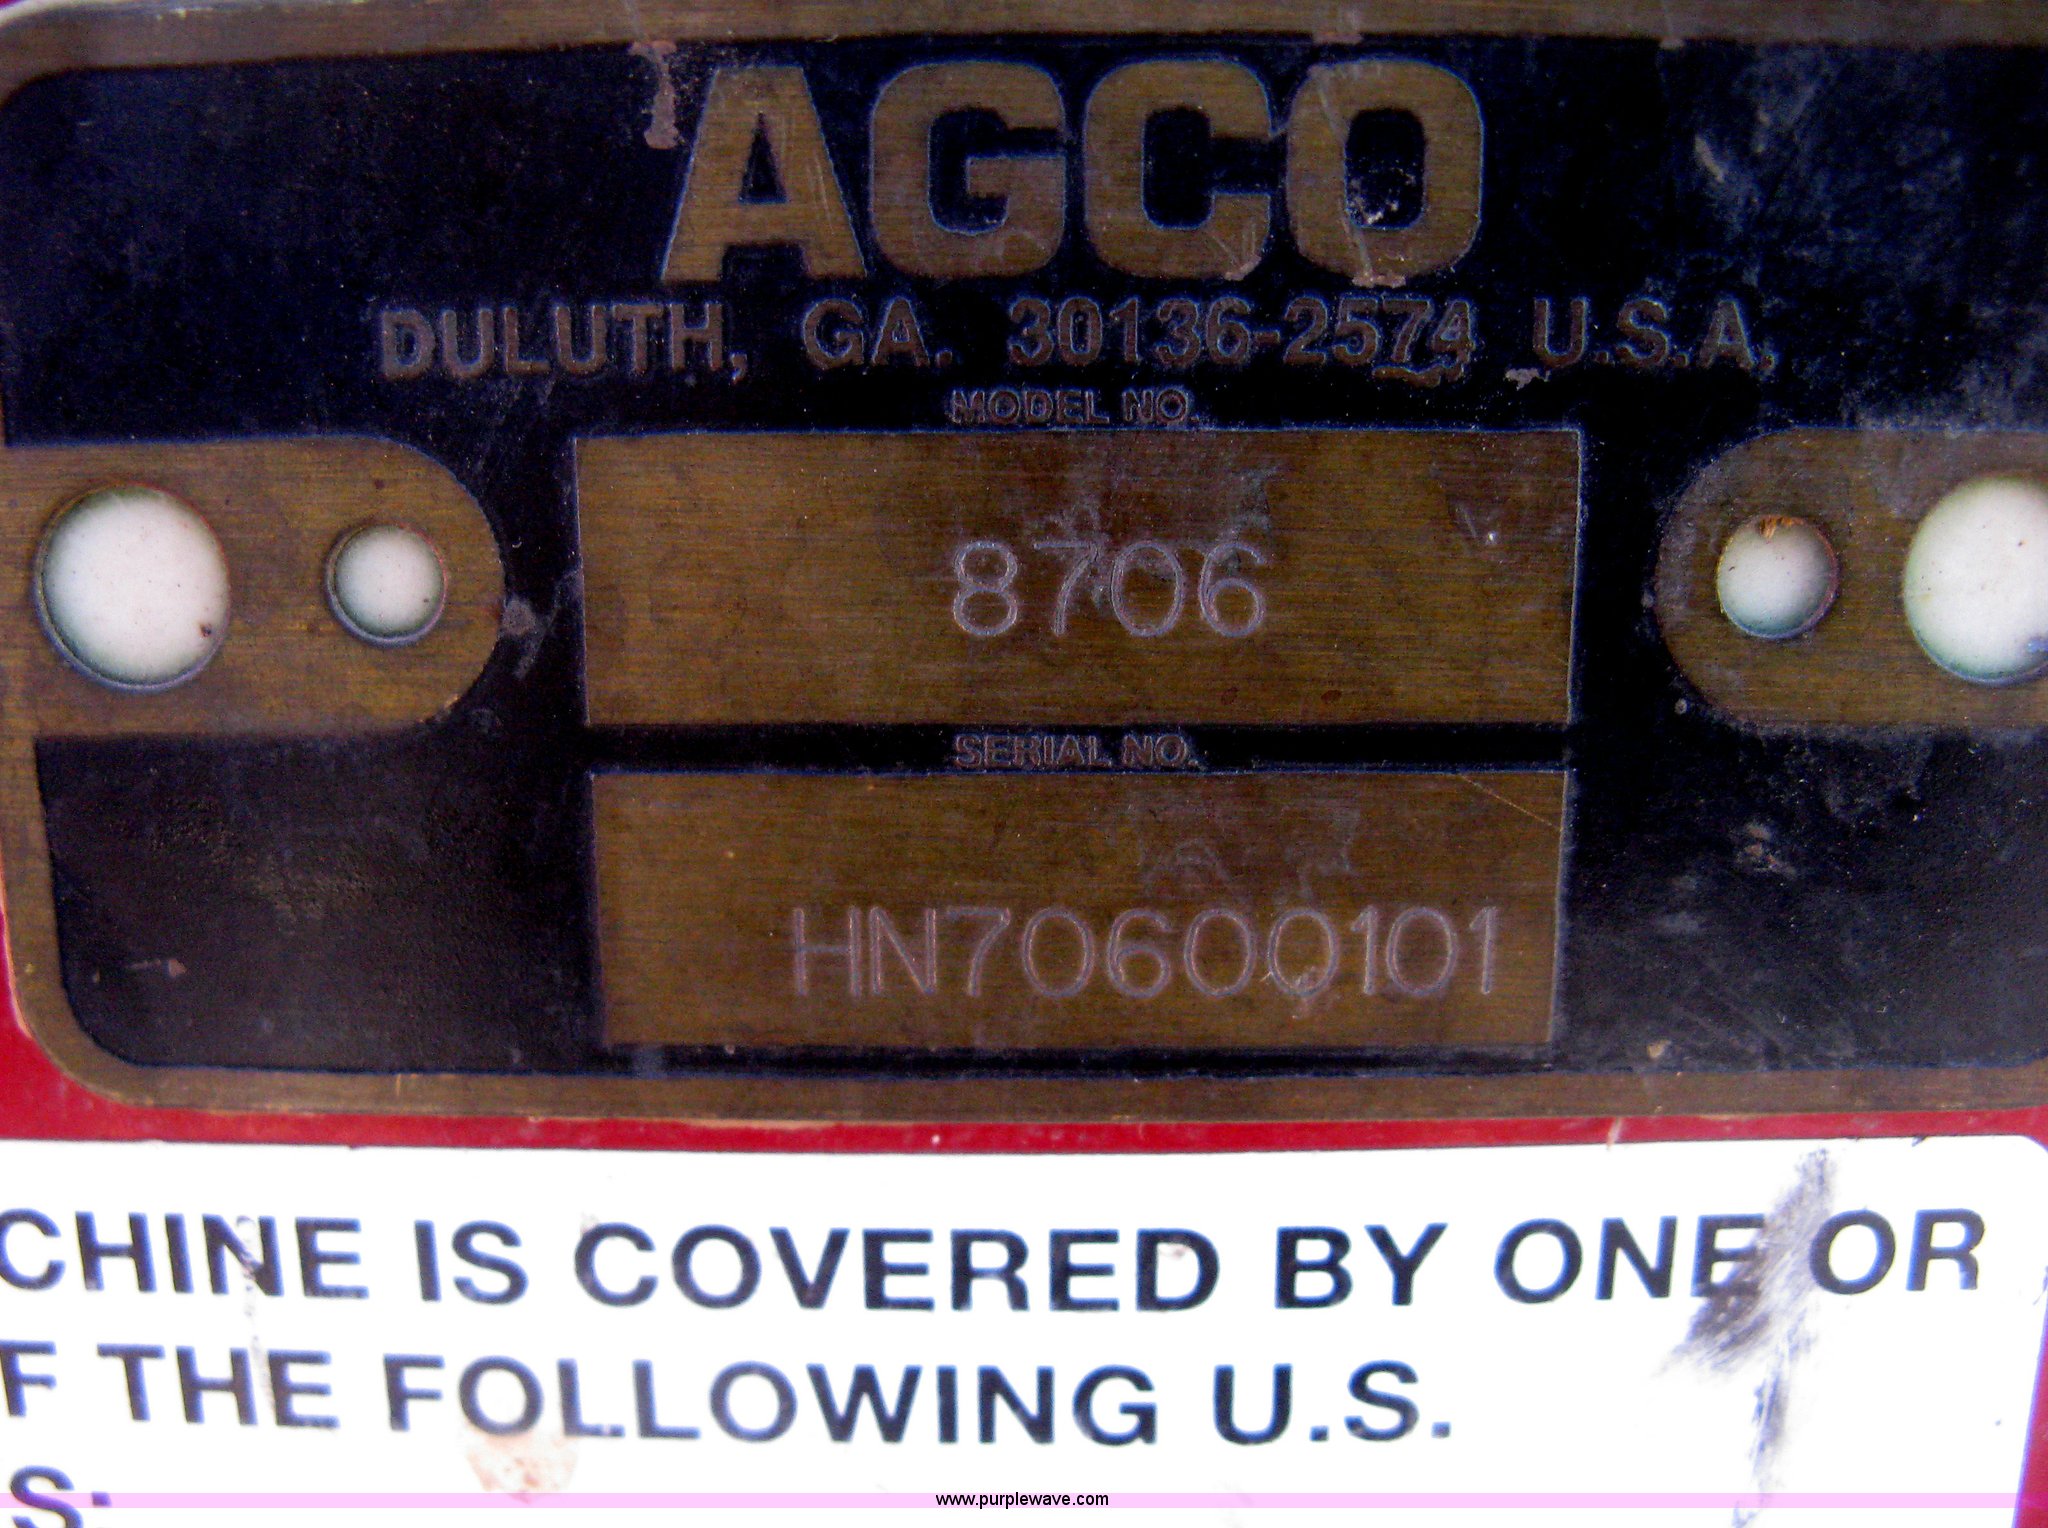 AGCO
DULUTH, GA. 30136-2574 U.S.A.
MODEL NO.
8706
SERIAL NO.
HN70600101
CHINE IS COVERED BY ONE OR
F THE FOLLOWING U.S.
S:
www.purplewave.com